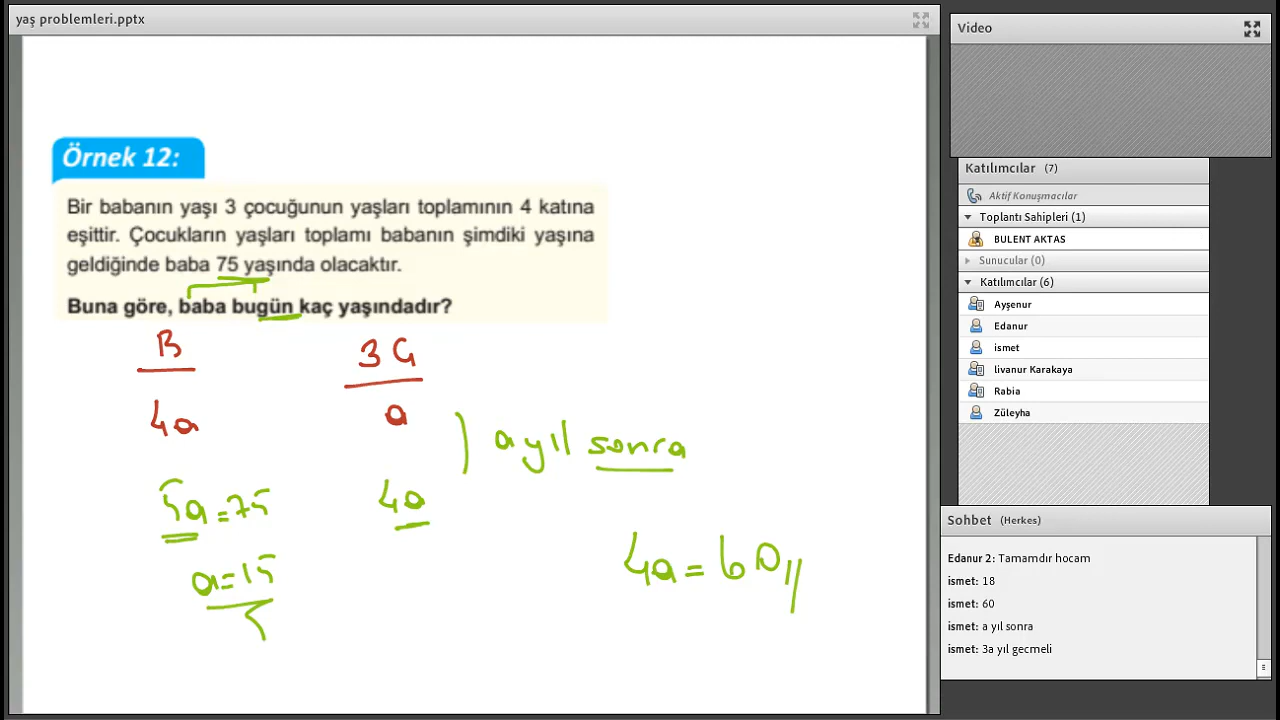 yaş problemleri.pptx
Örnek 12:
Bir babanın yaşı 3 çocuğunun yaşları toplamının 4 katına
eşittir. Çocukların yaşları toplamı babanın şimdiki yaşına
geldiğinde baba 75 yaşında olacaktır.
Buna göre, baba bugün kaç yaşındadır?
B
3 Ç
4a
a
a yıl sonra
5a=75
4a
a=15
4a=60
Video
Katılımcılar (7)
Aktif Konuşmacılar
Toplantı Sahipleri (1)
BULENT AKTAS
Sunucular (0)
Katılımcılar (6)
Ayşenur
Edanur
ismet
livanur Karakaya
Rabia
Züleyha
Sohbet (Herkes)
Edanur 2: Tamamdır hocam
ismet: 18
ismet: 60
ismet: a yıl sonra
ismet: 3a yıl gecmeli